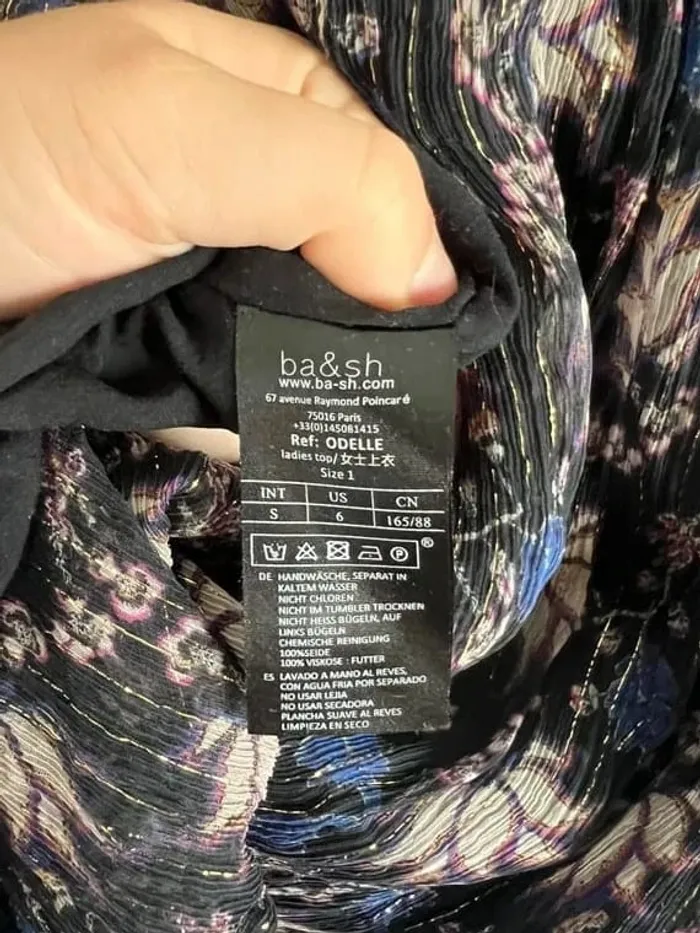 ba&sh
www.ba-sh.com
67 avenue Raymond Poincaré
75016 Paris
+33(0)145081415
Ref: ODELLE
ladies top/女士上衣
Size 1
INT US CN
S 6 165/88
P ®
DE HANDWÄSCHE, SEPARAT IN
KALTEM WASSER
NICHT CHLOREN
NICHT IM TUMBLER TROCKNEN
NICHT HEISS BÜGELN, AUF
LINKS BÜGELN
CHEMISCHE REINIGUNG
100%SEIDE
100% VISKOSE : FUTTER
ES LAVADO A MANO AL REVES,
CON AGUA FRIA POR SEPARADO
NO USAR LEJIA
NO USAR SECADORA
PLANCHA SUAVE AL REVES
LIMPIEZA EN SECO